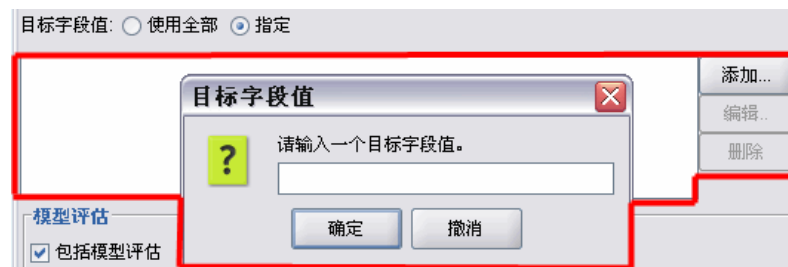 目标字段值: 使用全部 指定
添加...
目标字段值
编辑..
请输入一个目标字段值。
?
删除
确定 撤消
模型评估
包括模型评估